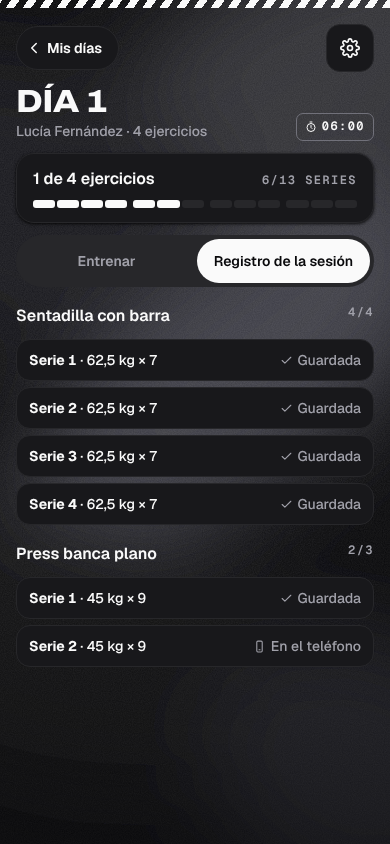 Mis días
DÍA 1
Lucía Fernández · 4 ejercicios
06:00
1 de 4 ejercicios
6/13 SERIES
Entrenar
Registro de la sesión
Sentadilla con barra
4/4
Serie 1 · 62,5 kg × 7
Guardada
Serie 2 · 62,5 kg × 7
Guardada
Serie 3 · 62,5 kg × 7
Guardada
Serie 4 · 62,5 kg × 7
Guardada
Press banca plano
2/3
Serie 1 · 45 kg × 9
Guardada
Serie 2 · 45 kg × 9
En el teléfono